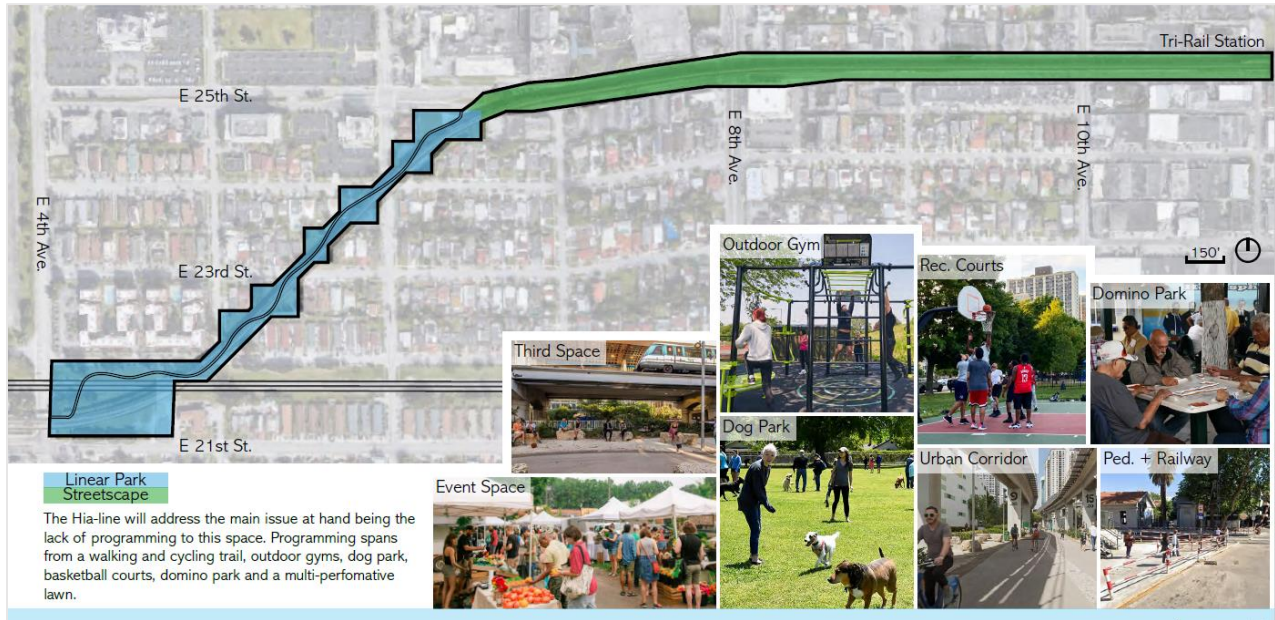 Tri-Rail Station
E 25th St.
E 8th Ave.
E 10th Ave.
E 4th Ave.
E 23rd St.
150'
E 21st St.
Outdoor Gym
Rec. Courts
Domino Park
Third Space
Dog Park
Urban Corridor
Ped. + Railway
Event Space
Linear Park
Streetscape
The Hia-line will address the main issue at hand being the
lack of programming to this space. Programming spans
from a walking and cycling trail, outdoor gyms, dog park,
basketball courts, domino park and a multi-perfomative
lawn.